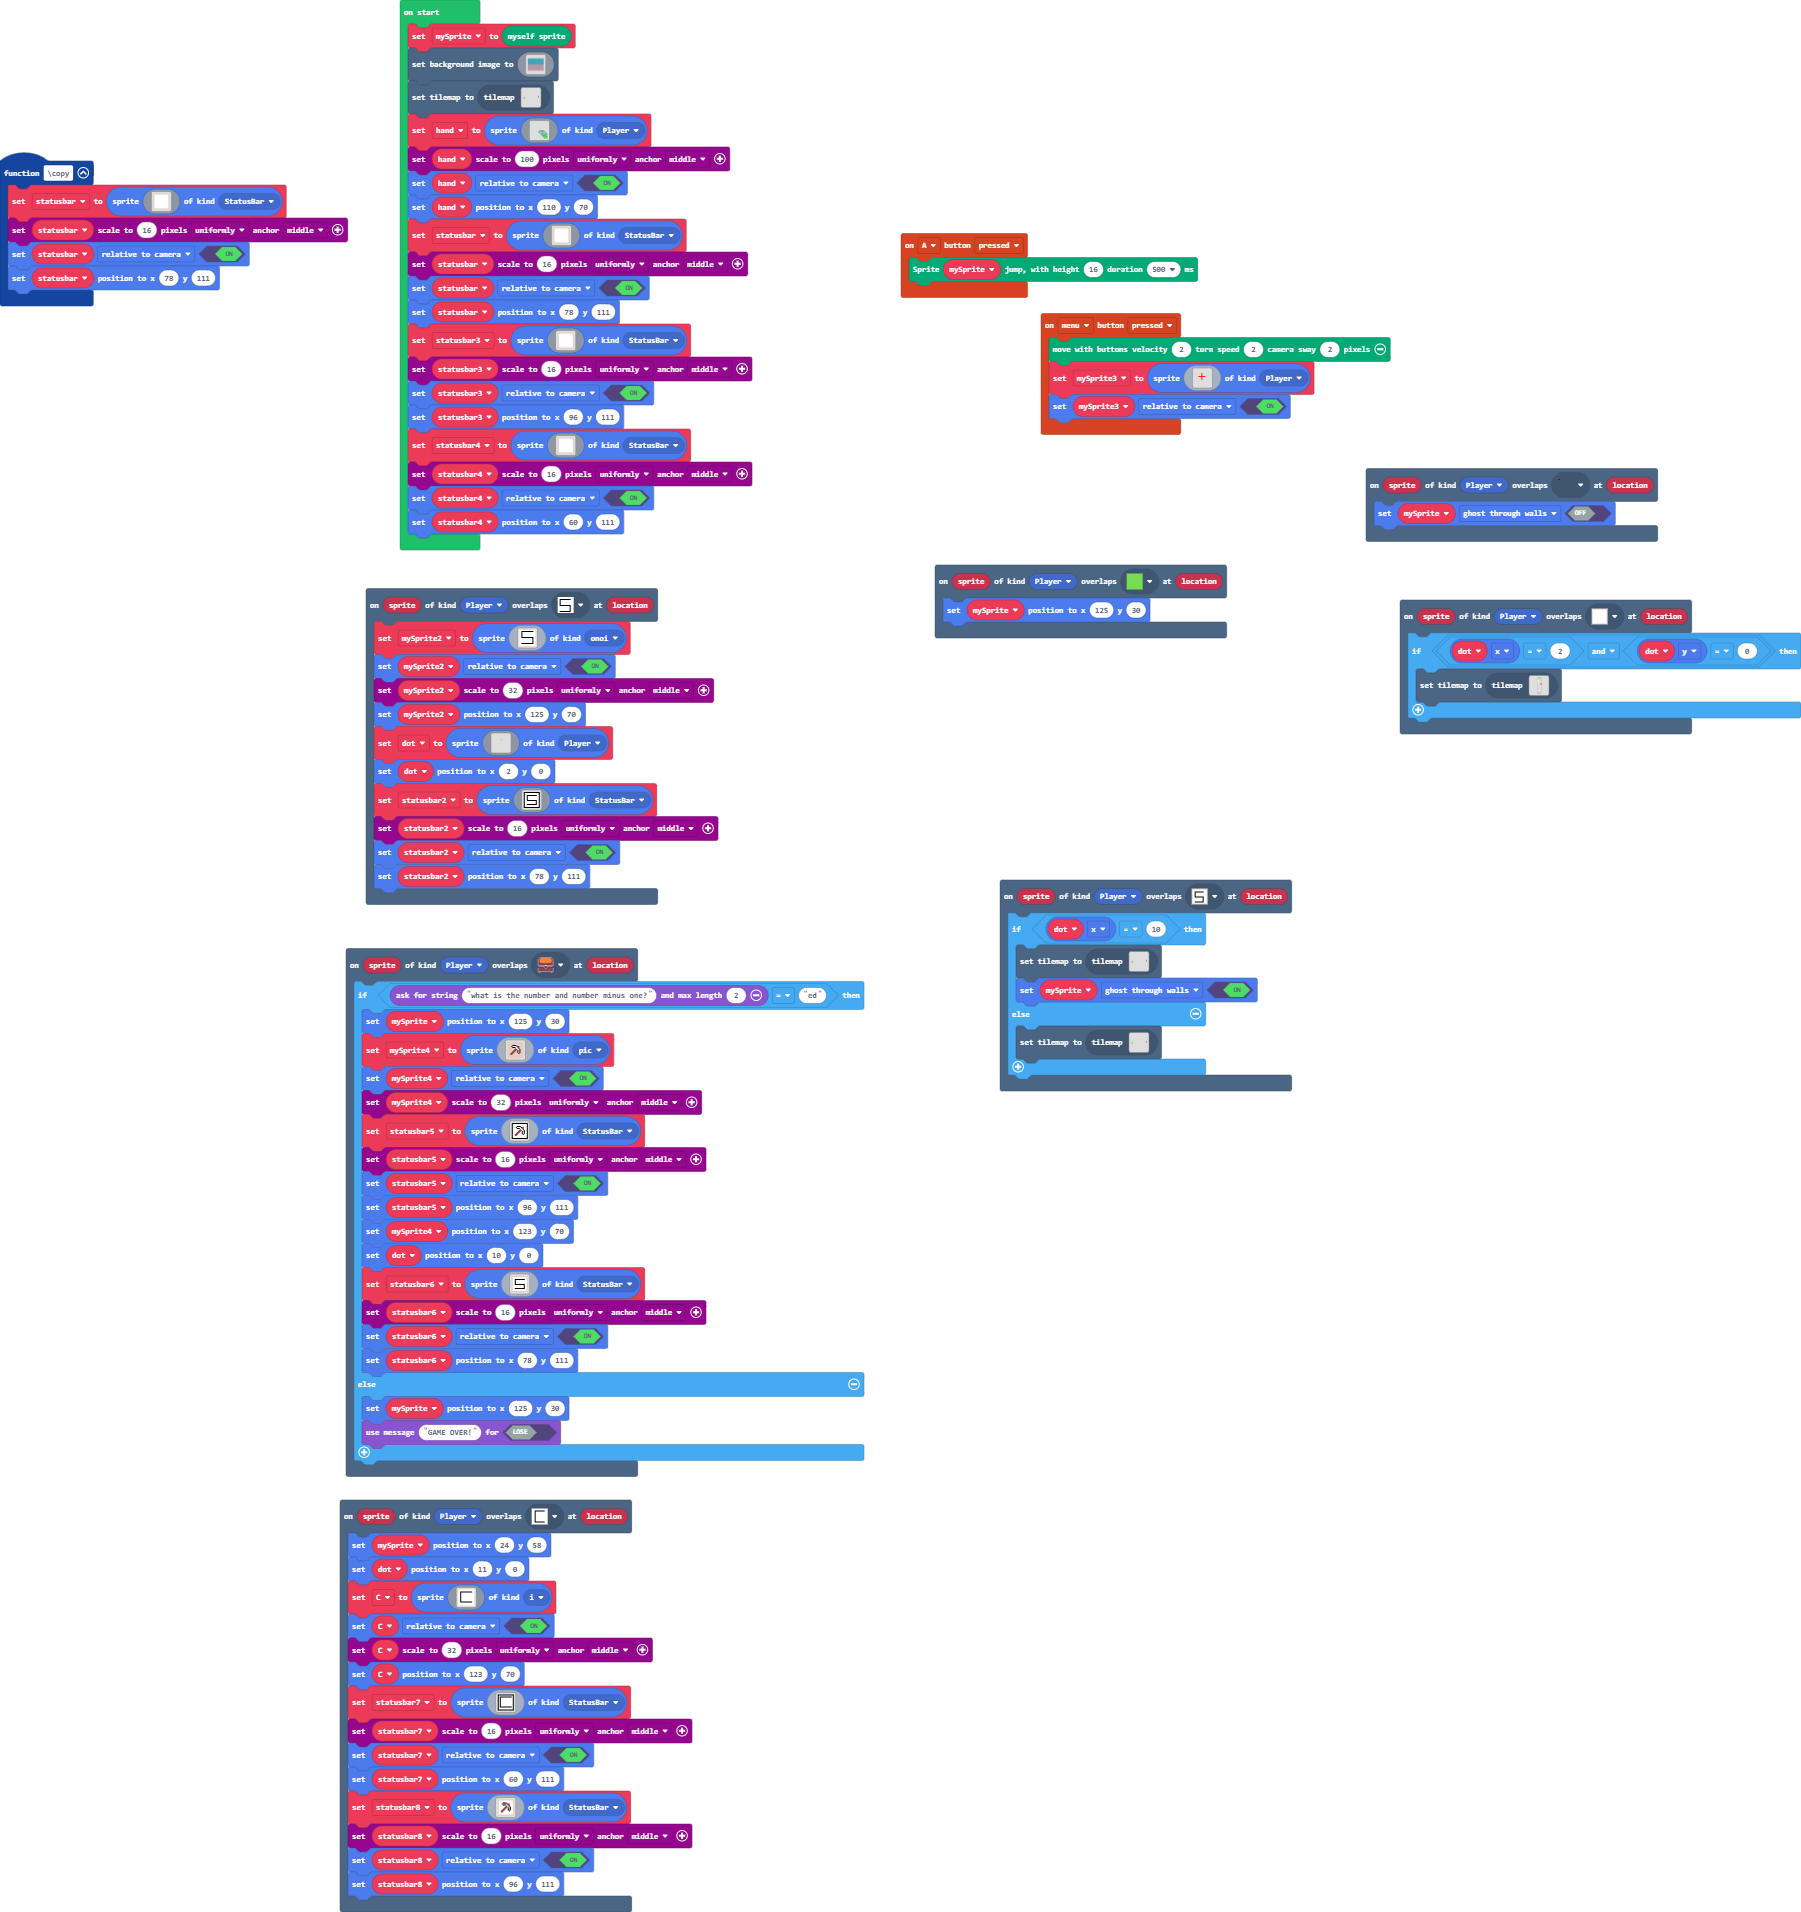 on start
set mySprite to myself sprite
set background image to
set tilemap to tilemap
set hand to sprite of kind Player
set hand scale to 100 pixels uniformly anchor middle
set hand relative to camera ON
set hand position to x 110 y 70
set statusbar to sprite of kind StatusBar
set statusbar scale to 16 pixels uniformly anchor middle
set statusbar relative to camera ON
set statusbar position to x 78 y 111
set statusbar3 to sprite of kind StatusBar
set statusbar3 scale to 16 pixels uniformly anchor middle
set statusbar3 relative to camera ON
set statusbar3 position to x 96 y 111
set statusbar4 to sprite of kind StatusBar
set statusbar4 scale to 16 pixels uniformly anchor middle
set statusbar4 relative to camera ON
set statusbar4 position to x 60 y 111
function \copy
set statusbar to sprite of kind StatusBar
set statusbar scale to 16 pixels uniformly anchor middle
set statusbar relative to camera ON
set statusbar position to x 78 y 111
on A button pressed
Sprite mySprite jump, with height 16 duration 500 ms
on menu button pressed
move with buttons velocity 2 turn speed 2 camera sway 2 pixels
set mySprite3 to sprite of kind Player
set mySprite3 relative to camera ON
on sprite of kind Player overlaps at location
set mySprite ghost through walls OFF
on sprite of kind Player overlaps at location
set mySprite position to x 125 y 30
on sprite of kind Player overlaps at location
if dot x = 2 and dot y = 0 then
set tilemap to tilemap
on sprite of kind Player overlaps S at location
set mySprite2 to sprite S of kind onoi
set mySprite2 relative to camera ON
set mySprite2 scale to 32 pixels uniformly anchor middle
set mySprite2 position to x 125 y 70
set dot to sprite of kind Player
set dot position to x 2 y 0
set statusbar2 to sprite S of kind StatusBar
set statusbar2 scale to 16 pixels uniformly anchor middle
set statusbar2 relative to camera ON
set statusbar2 position to x 78 y 111
on sprite of kind Player overlaps S at location
if dot x = 10 then
set tilemap to tilemap
set mySprite ghost through walls ON
else
set tilemap to tilemap
on sprite of kind Player overlaps at location
if ask for string "what is the number and number minus one?" and max length 2 = "ed" then
set mySprite position to x 125 y 30
set mySprite4 to sprite of kind pic
set mySprite4 relative to camera ON
set mySprite4 scale to 32 pixels uniformly anchor middle
set statusbar5 to sprite of kind StatusBar
set statusbar5 scale to 16 pixels uniformly anchor middle
set statusbar5 relative to camera ON
set statusbar5 position to x 96 y 111
set mySprite4 position to x 123 y 70
set dot position to x 10 y 0
set statusbar6 to sprite S of kind StatusBar
set statusbar6 scale to 16 pixels uniformly anchor middle
set statusbar6 relative to camera ON
set statusbar6 position to x 78 y 111
else
set mySprite position to x 125 y 30
use message "GAME OVER!" for LOSE
on sprite of kind Player overlaps C at location
set mySprite position to x 24 y 58
set dot position to x 11 y 0
set C to sprite C of kind i
set C relative to camera ON
set C scale to 32 pixels uniformly anchor middle
set C position to x 123 y 70
set statusbar7 to sprite C of kind StatusBar
set statusbar7 scale to 16 pixels uniformly anchor middle
set statusbar7 relative to camera ON
set statusbar7 position to x 60 y 111
set statusbar8 to sprite of kind StatusBar
set statusbar8 scale to 16 pixels uniformly anchor middle
set statusbar8 relative to camera ON
set statusbar8 position to x 96 y 111